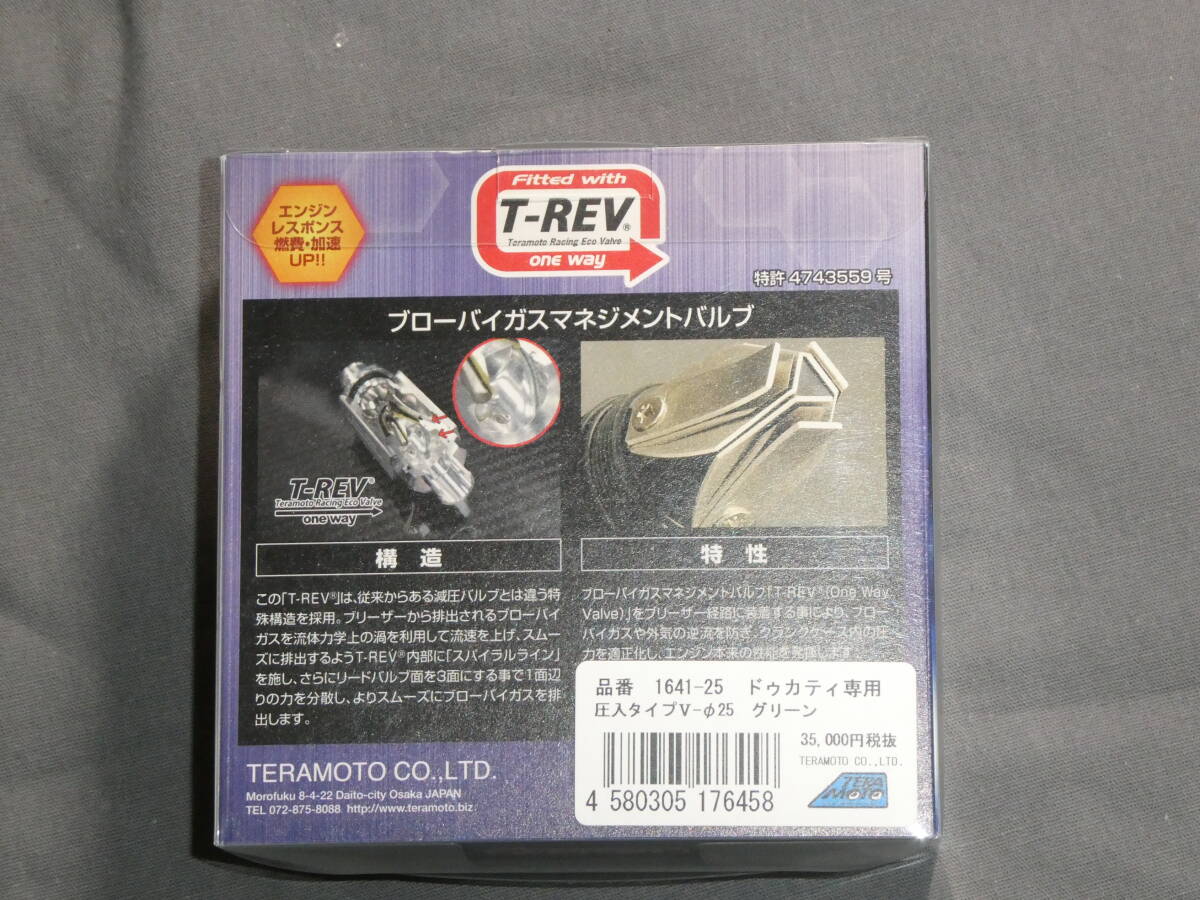 エンジン
レスポンス
燃費・加速
UP!!
Fitted with
T-REV®
Teramoto Racing Eco Valve
one way
特許 4743559 号
ブローバイガスマネジメントバルブ
T-REV®
Teramoto Racing Eco Valve
one way
構造
この「T-REV®」は、従来からある減圧バルブとは違う特
殊構造を採用。ブリーザーから排出されるブローバイ
ガスを流体力学上の渦を利用して流速を上げ、スムー
ズに排出するようT-REV®内部に「スパイラルライン」
を施し、さらにリードバルブ面を3面にする事で1面辺
りの力を分散し、よりスムーズにブローバイガスを排
出します。
特性
ブローバイガスマネジメントバルブ「T-REV®(One Way
Valve)」をブリーザー経路に装着する事により、ブロー
バイガスや外気の逆流を防ぎ、クランクケース内の圧
力を適正化し、エンジン本来の性能を発揮します。
品番 1641-25 ドゥカティ専用
圧入タイプV-φ25 グリーン
35,000円税抜
TERAMOTO CO.,LTD.
TERA
MOTO
4 580305 176458
TERAMOTO CO.,LTD.
Morofuku 8-4-22 Daito-city Osaka JAPAN
TEL 072-875-8088 http://www.teramoto.biz